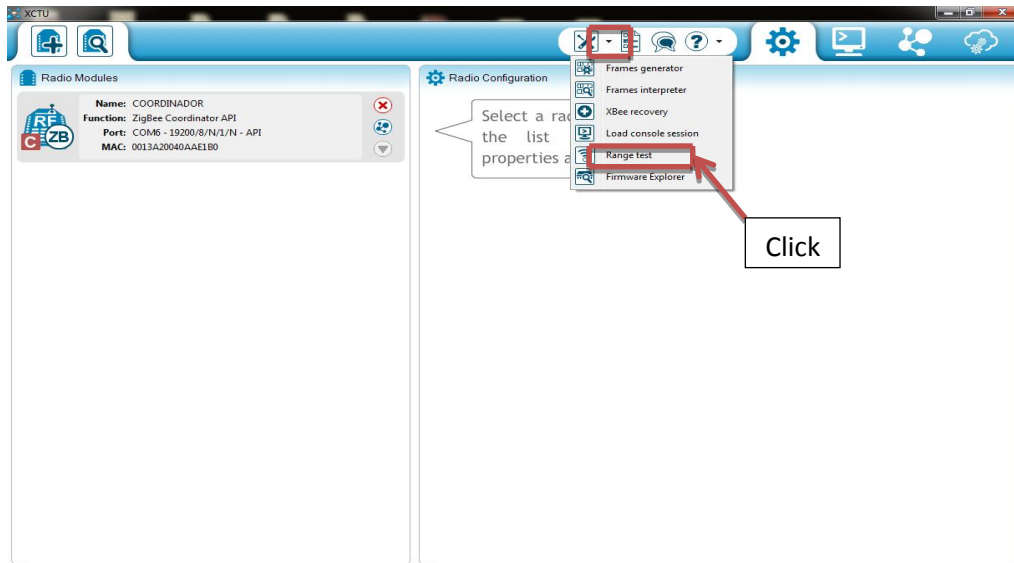 XCTU
Radio Modules
Name: COORDINADOR
Function: ZigBee Coordinator API
Port: COM6 - 19200/8/N/1/N - API
MAC: 0013A20040AAE1B0
RF
C
ZB
Radio Configuration
Select a rad
the list
properties a
Frames generator
Frames interpreter
XBee recovery
Load console session
Range test
Firmware Explorer
Click